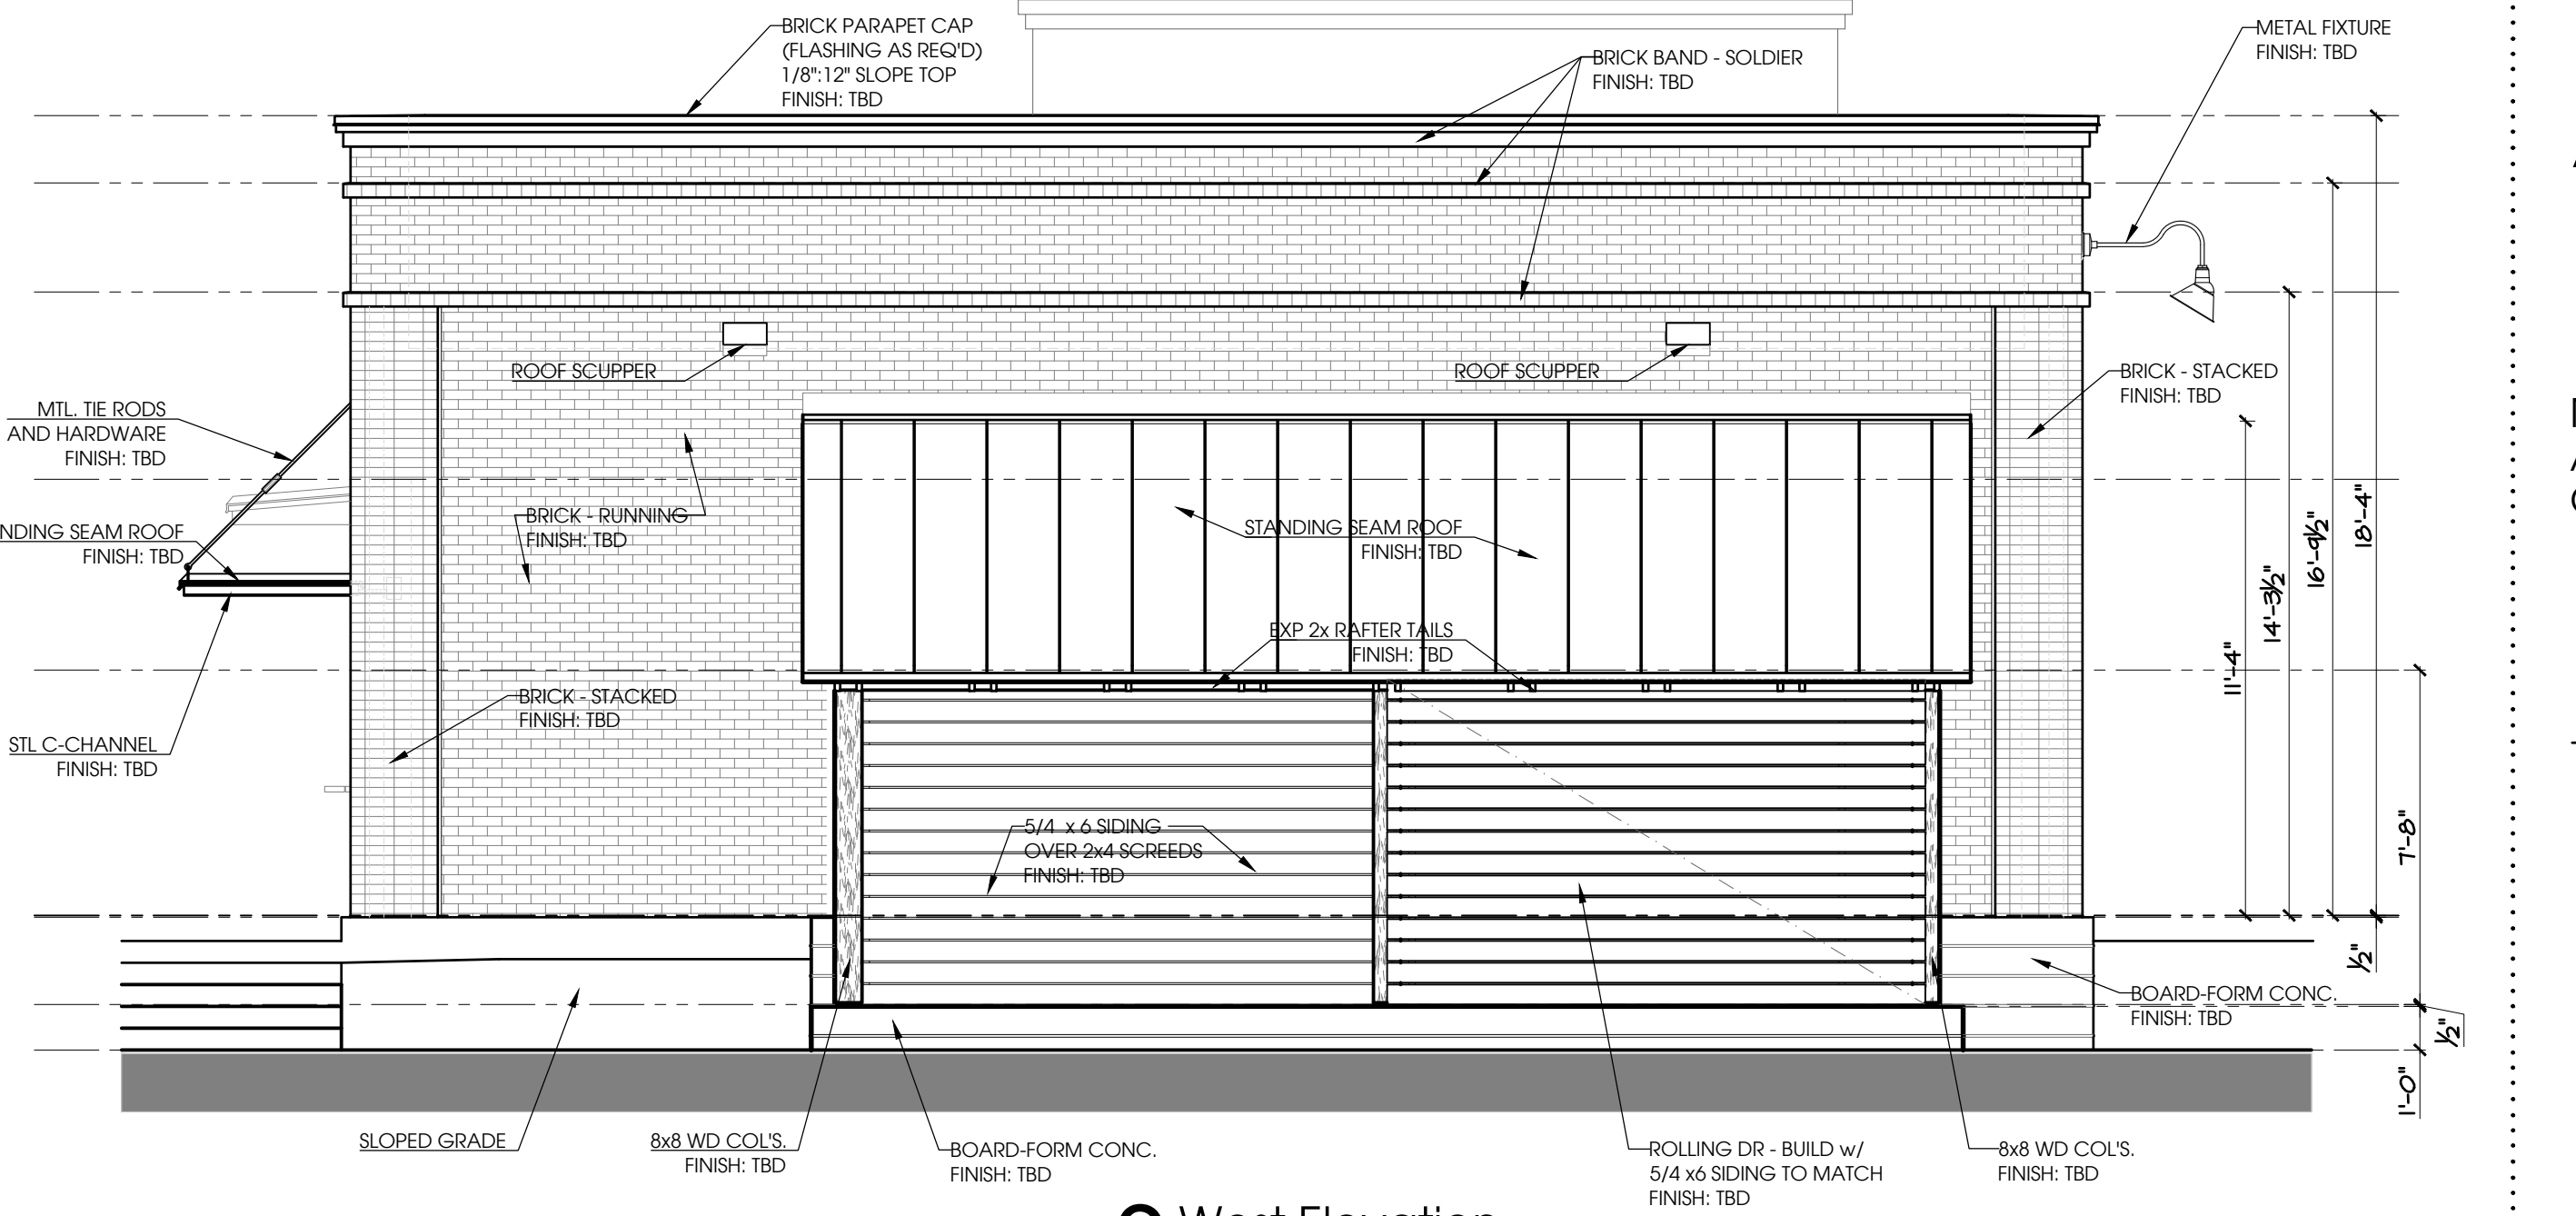 BRICK PARAPET CAP
(FLASHING AS REQ'D)
1/8":12" SLOPE TOP
FINISH: TBD
BRICK BAND - SOLDIER
FINISH: TBD
METAL FIXTURE
FINISH: TBD
ROOF SCUPPER
ROOF SCUPPER
BRICK - STACKED
FINISH: TBD
MTL. TIE RODS
AND HARDWARE
FINISH: TBD
NDING SEAM ROOF
FINISH: TBD
BRICK - RUNNING
FINISH: TBD
STANDING SEAM ROOF
FINISH: TBD
EXP 2x RAFTER TAILS
FINISH: TBD
BRICK - STACKED
FINISH: TBD
STL C-CHANNEL
FINISH: TBD
5/4 x 6 SIDING
OVER 2x4 SCREEDS
FINISH: TBD
11'-4"
14'-3½"
16'-9½"
18'-4"
7'-8"
½"
½"
1'-0"
BOARD-FORM CONC.
FINISH: TBD
SLOPED GRADE
8x8 WD COL'S.
FINISH: TBD
BOARD-FORM CONC.
FINISH: TBD
ROLLING DR - BUILD w/
5/4 x6 SIDING TO MATCH
FINISH: TBD
8x8 WD COL'S.
FINISH: TBD
West Elevation